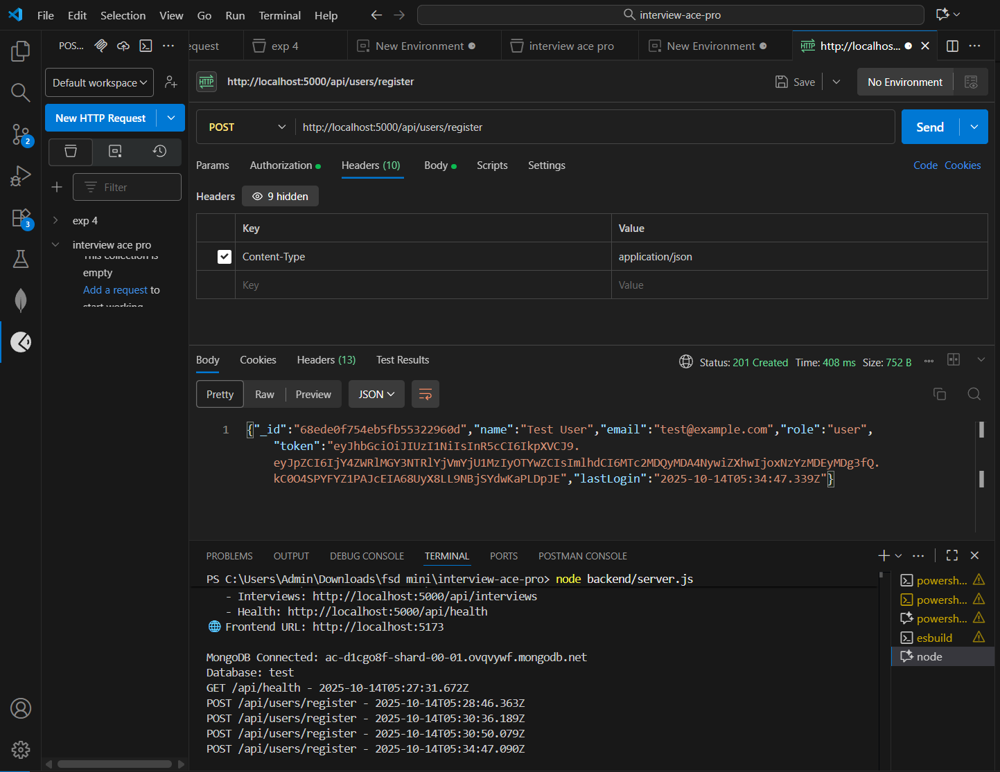 File Edit Selection View Go Run Terminal Help
interview-ace-pro
POS...
equest
exp 4
New Environment
interview ace pro
New Environment
http://localhos...
Default workspace
HTTP
http://localhost:5000/api/users/register
Save
No Environment
New HTTP Request
POST
http://localhost:5000/api/users/register
Send
2
Params
Authorization
Headers (10)
Body
Scripts
Settings
Code
Cookies
Filter
Headers
9 hidden
3
exp 4
interview ace pro
This collection is
empty
Add a request to
start working
Key
Value
Content-Type
application/json
Key
Value
Body
Cookies
Headers (13)
Test Results
Status: 201 Created Time: 408 ms Size: 752 B
Pretty
Raw
Preview
JSON
1
{"_id":"68ede0f754eb5fb55322960d","name":"Test User","email":"test@example.com","role":"user",
"token":"eyJhbGciOiJIUzI1NiIsInR5cCI6IkpXVCJ9.
eyJpZCI6IjY4ZWRlMGY3NTRlYjVmYjU1MzIyOTYwZCIsImlhdCI6MTc2MDQyMDA4NywiZXhwIjoxNzYzMDEyMDg3fQ.
kC0O4SPYFYZ1PAJcEIA68UyX8LL9NBjSYdwKaPLDpJE","lastLogin":"2025-10-14T05:34:47.339Z"}
PROBLEMS
OUTPUT
DEBUG CONSOLE
TERMINAL
PORTS
POSTMAN CONSOLE
PS C:\Users\Admin\Downloads\fsd mini\interview-ace-pro> node backend/server.js
- Interviews: http://localhost:5000/api/interviews
- Health: http://localhost:5000/api/health
Frontend URL: http://localhost:5173
MongoDB Connected: ac-d1cgo8f-shard-00-01.ovqvywf.mongodb.net
Database: test
GET /api/health - 2025-10-14T05:27:31.672Z
POST /api/users/register - 2025-10-14T05:28:46.363Z
POST /api/users/register - 2025-10-14T05:30:36.189Z
POST /api/users/register - 2025-10-14T05:30:50.079Z
POST /api/users/register - 2025-10-14T05:34:47.090Z
powersh...
powersh...
powersh...
esbuild
node